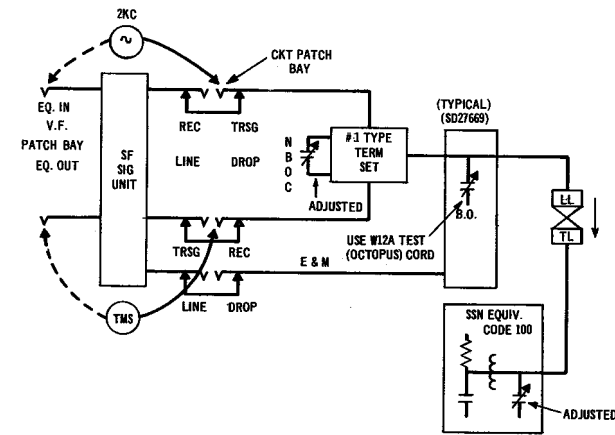 2KC
CKT PATCH
BAY
EQ. IN
V.F.
PATCH BAY
EQ. OUT
SF
SIG
UNIT
REC TRSG
LINE DROP
TRSG REC
LINE DROP
TMS
N
B
O
C
ADJUSTED
#1 TYPE
TERM
SET
E & M
(TYPICAL)
(SD27669)
B.O.
USE W12A TEST
(OCTOPUS) CORD
LL
TL
SSN EQUIV.
CODE 100
ADJUSTED